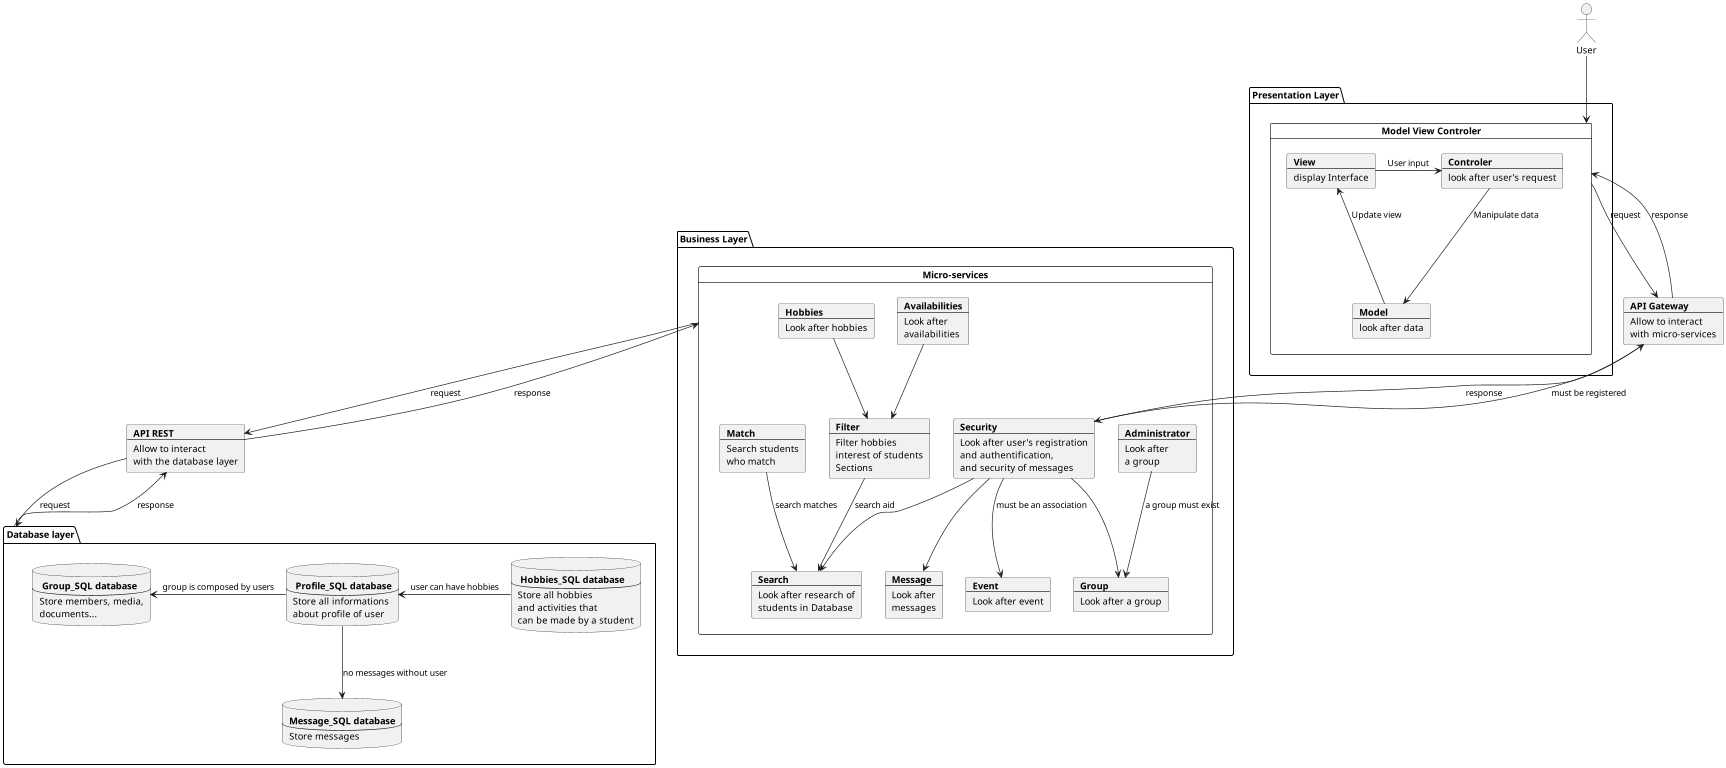 User
Presentation Layer
Model View Controler
View
display Interface
User input
Controler
look after user's request
Update view
Manipulate data
Model
look after data
request
response
API Gateway
Allow to interact
with micro-services
Business Layer
Micro-services
Hobbies
Look after hobbies
Availabilities
Look after
availabilities
response
must be registered
Match
Search students
who match
Filter
Filter hobbies
interest of students
Sections
Security
Look after user's registration
and authentification,
and security of messages
Administrator
Look after
a group
search matches
search aid
must be an association
a group must exist
Search
Look after research of
students in Database
Message
Look after
messages
Event
Look after event
Group
Look after a group
request
response
API REST
Allow to interact
with the database layer
request
response
Database layer
Group_SQL database
Store members, media,
documents...
group is composed by users
Profile_SQL database
Store all informations
about profile of user
user can have hobbies
Hobbies_SQL database
Store all hobbies
and activities that
can be made by a student
no messages without user
Message_SQL database
Store messages